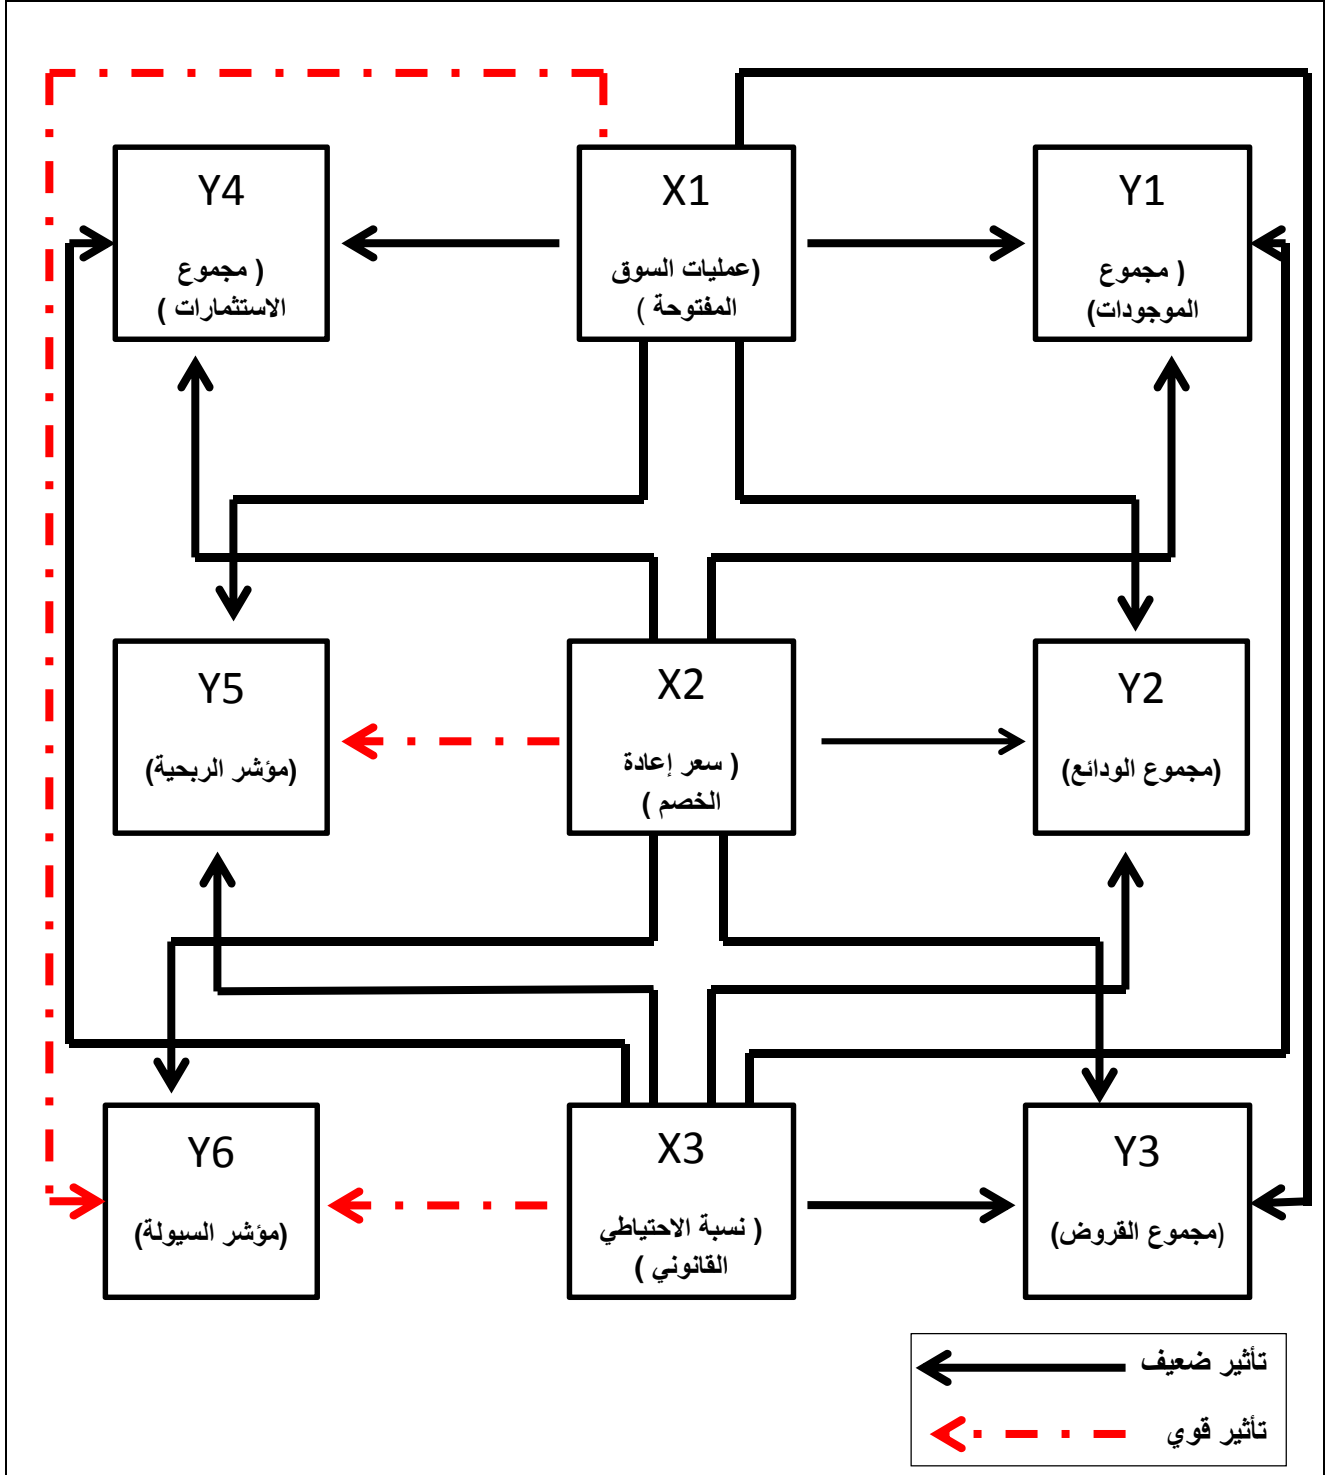 Y1
( مجموع
الموجودات)
X1
(عمليات السوق
المفتوحة )
Y4
( مجموع
الاستثمارات )
Y2
(مجموع الودائع)
X2
( سعر إعادة
الخصم )
Y5
(مؤشر الربحية)
Y3
(مجموع القروض)
X3
( نسبة الاحتياطي
القانوني )
Y6
(مؤشر السيولة)
تأثير ضعيف
تأثير قوي